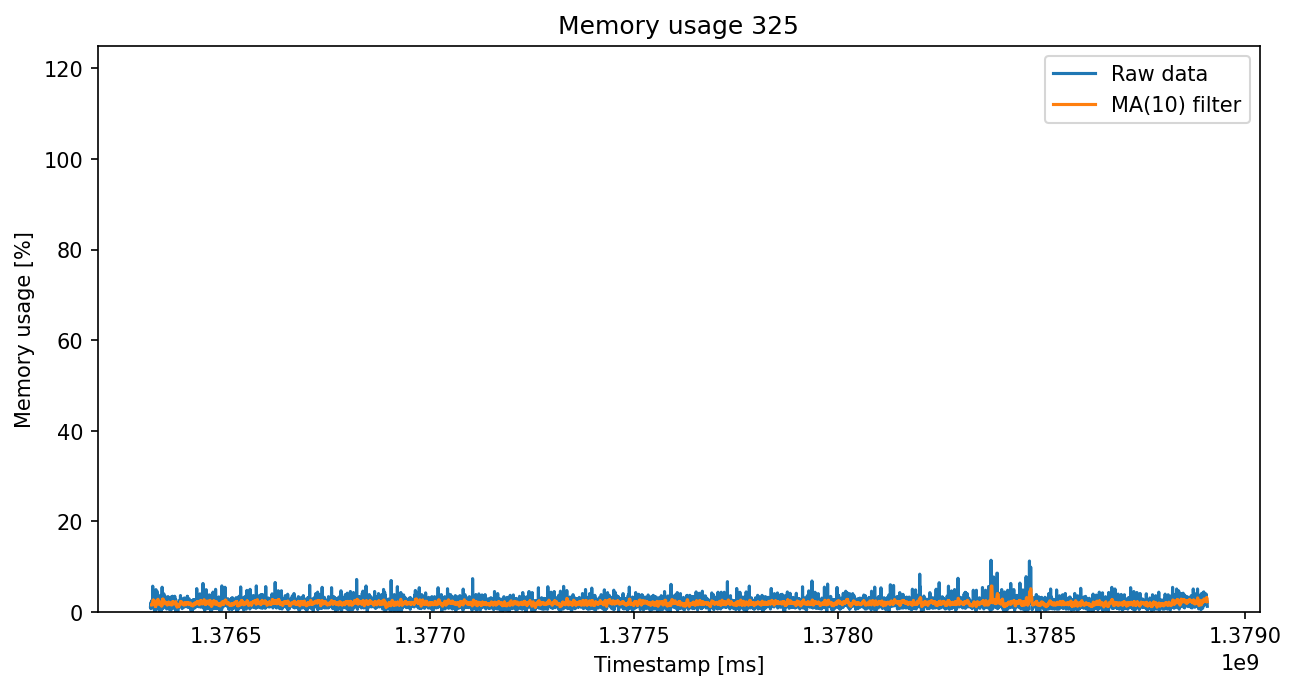 Memory usage 325
Raw data
MA(10) filter
Memory usage [%]
120
100
80
60
40
20
0
1.3765 1.3770 1.3775 1.3780 1.3785 1.3790
1e9
Timestamp [ms]